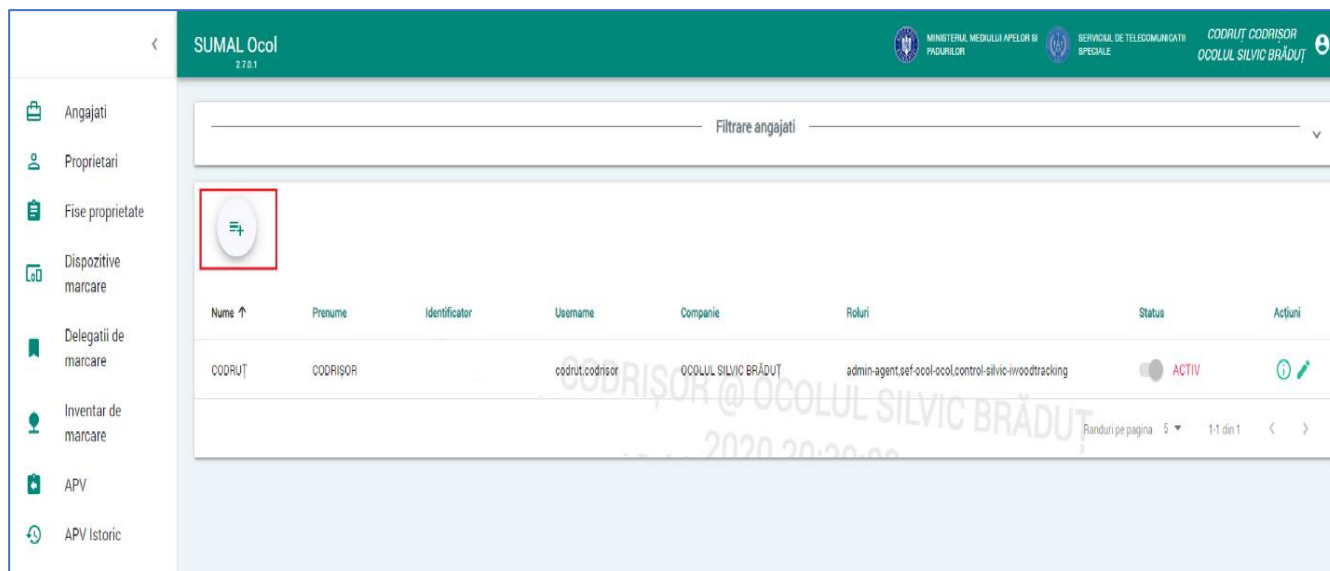 SUMAL Ocol
2.7.0.1
MINISTERUL MEDIULUI APELOR SI
PADURILOR
SERVICIUL DE TELECOMUNICATII
SPECIALE
CODRUȚ CODRIȘOR
OCOLUL SILVIC BRĂDUȚ
Angajati
Proprietari
Fise proprietate
Dispozitive
marcare
Delegatii de
marcare
Inventar de
marcare
APV
APV Istoric
Filtrare angajati
Nume Prenume Identificator Username Companie Roluri Status Acțiuni
CODRUȚ CODRIȘOR codrut.codrisor OCOLUL SILVIC BRĂDUȚ admin-agent,sef-ocol-ocol,control-silvic-iwoodtracking ACTIV
CODRIȘOR @ OCOLUL SILVIC BRĂDUȚ
Randuri pe pagina 5 1-1 din 1